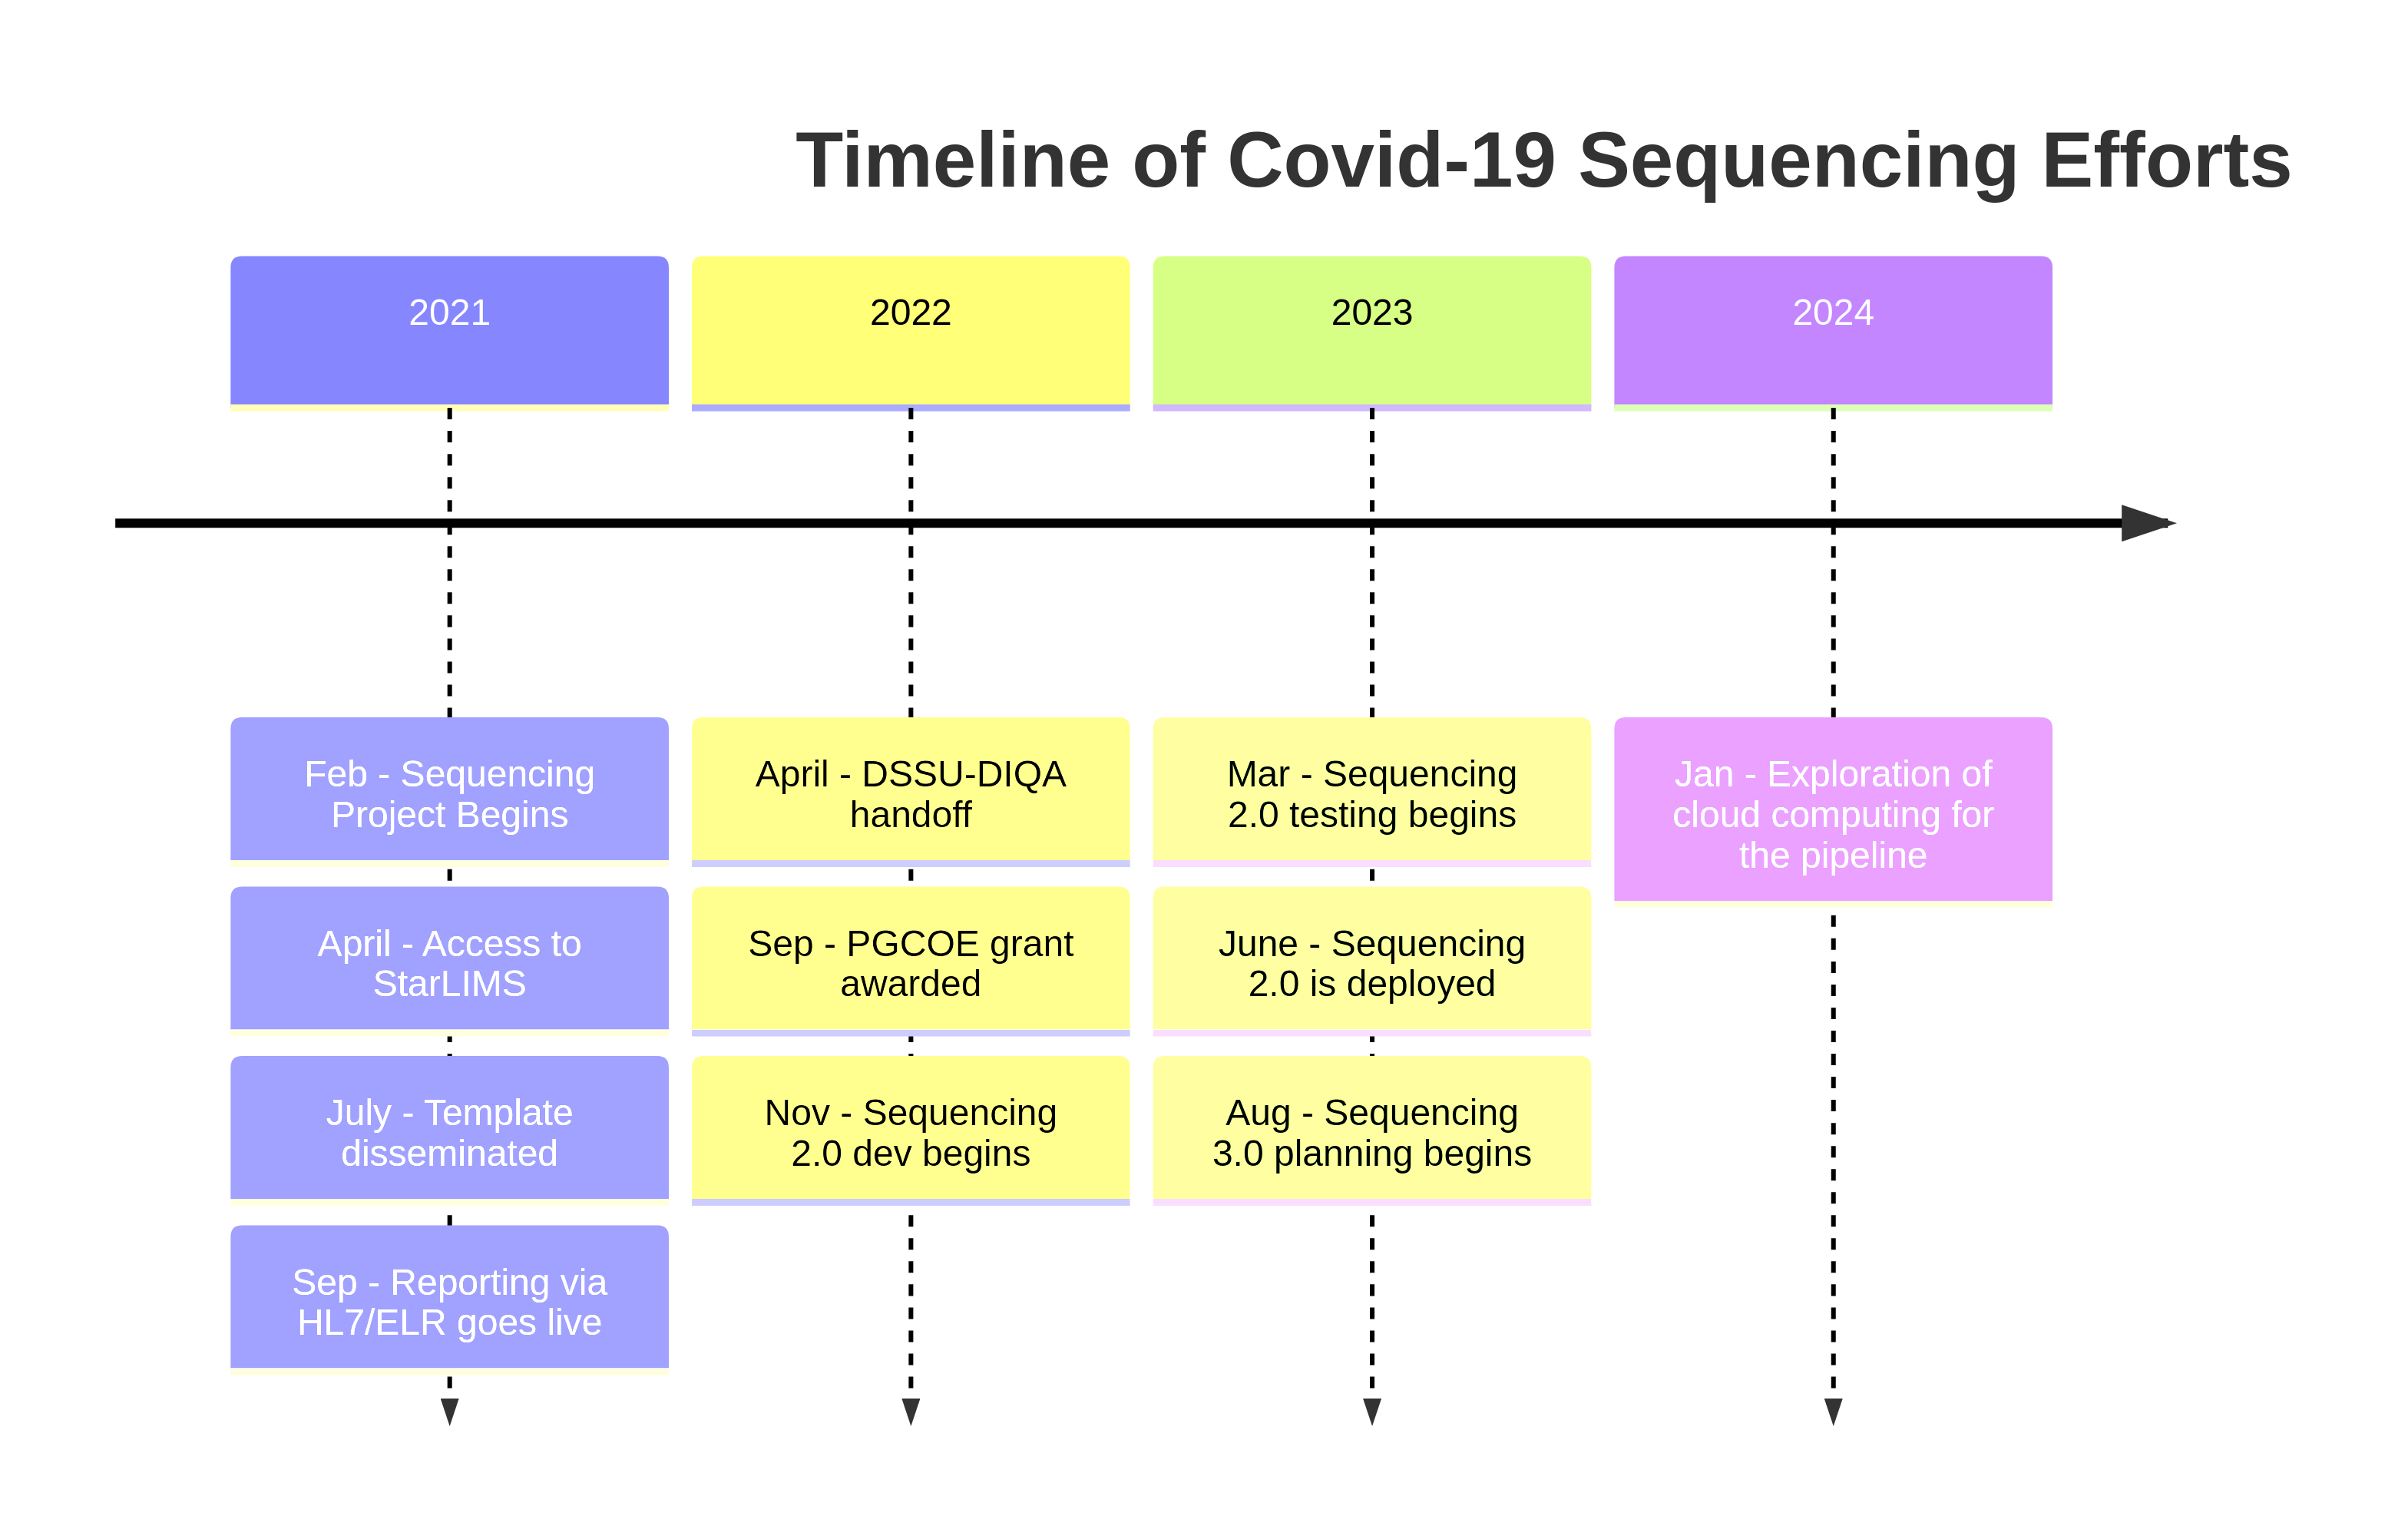 Timeline of Covid-19 Sequencing Efforts
2021
2022
2023
2024
Feb - Sequencing
Project Begins
April - Access to
StarLIMS
July - Template
disseminated
Sep - Reporting via
HL7/ELR goes live
April - DSSU-DIQA
handoff
Sep - PGCOE grant
awarded
Nov - Sequencing
2.0 dev begins
Mar - Sequencing
2.0 testing begins
June - Sequencing
2.0 is deployed
Aug - Sequencing
3.0 planning begins
Jan - Exploration of
cloud computing for
the pipeline